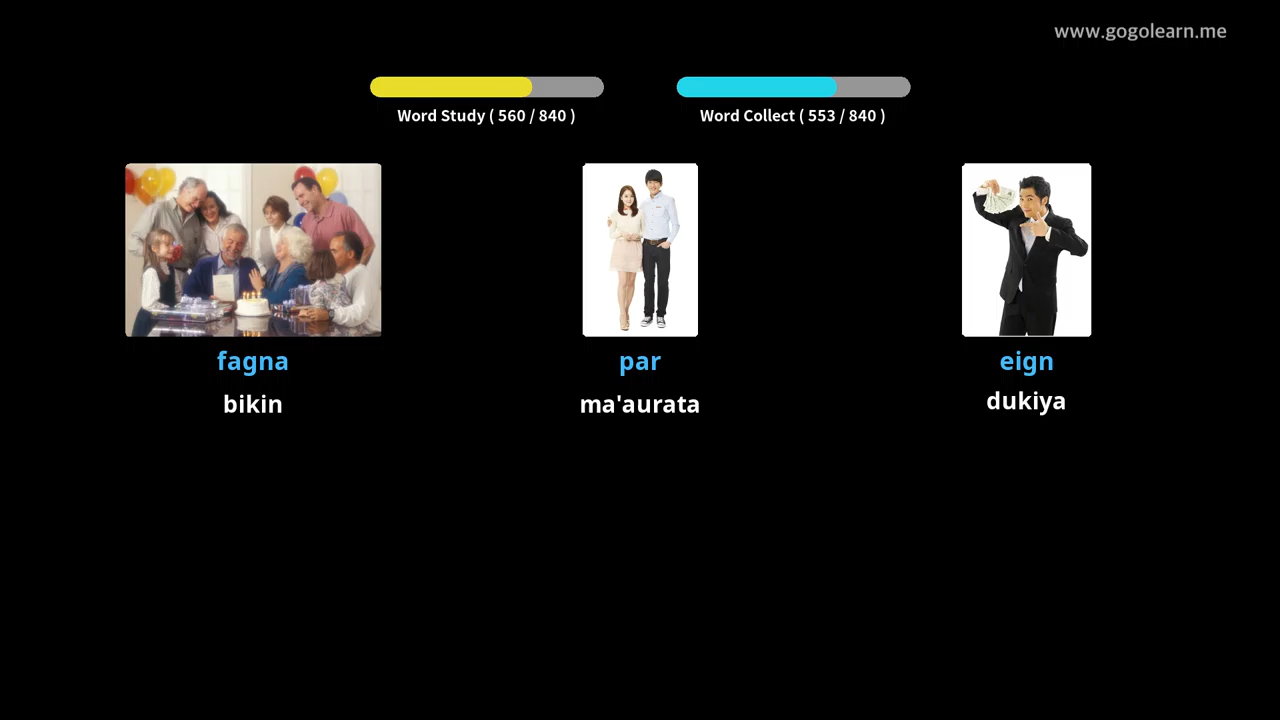 www.gogolearn.me
Word Study ( 560 / 840 )
Word Collect ( 553 / 840 )
fagna
par
eign
bikin
ma'aurata
dukiya